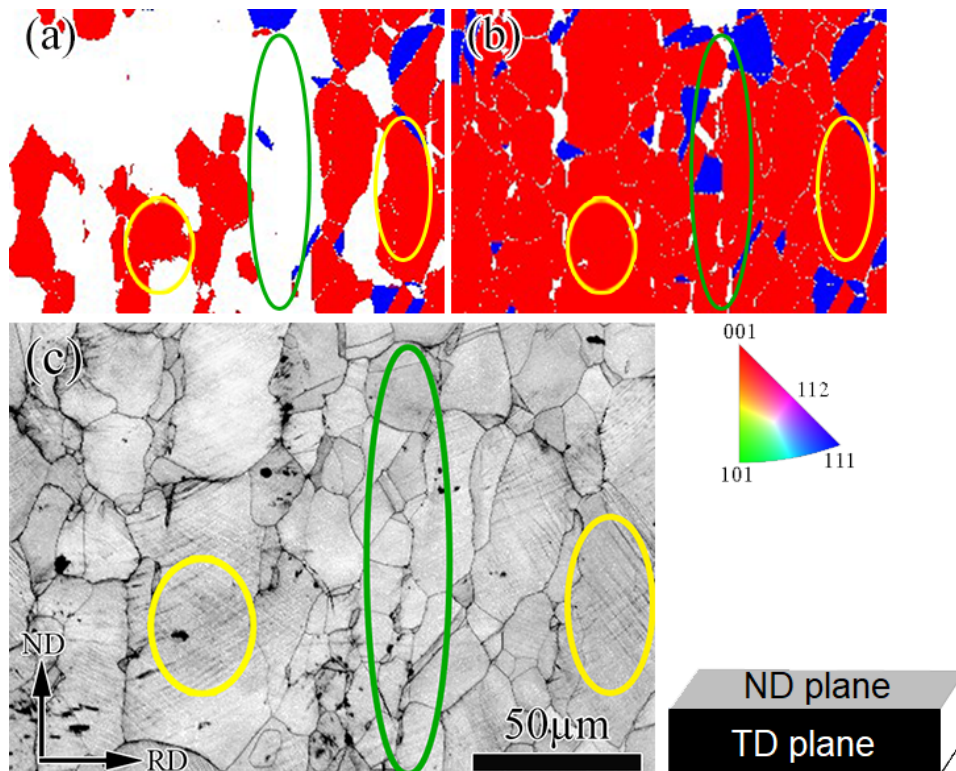 (a)
(b)
(c)
ND
RD
50μm
001
112
101
111
ND plane
TD plane